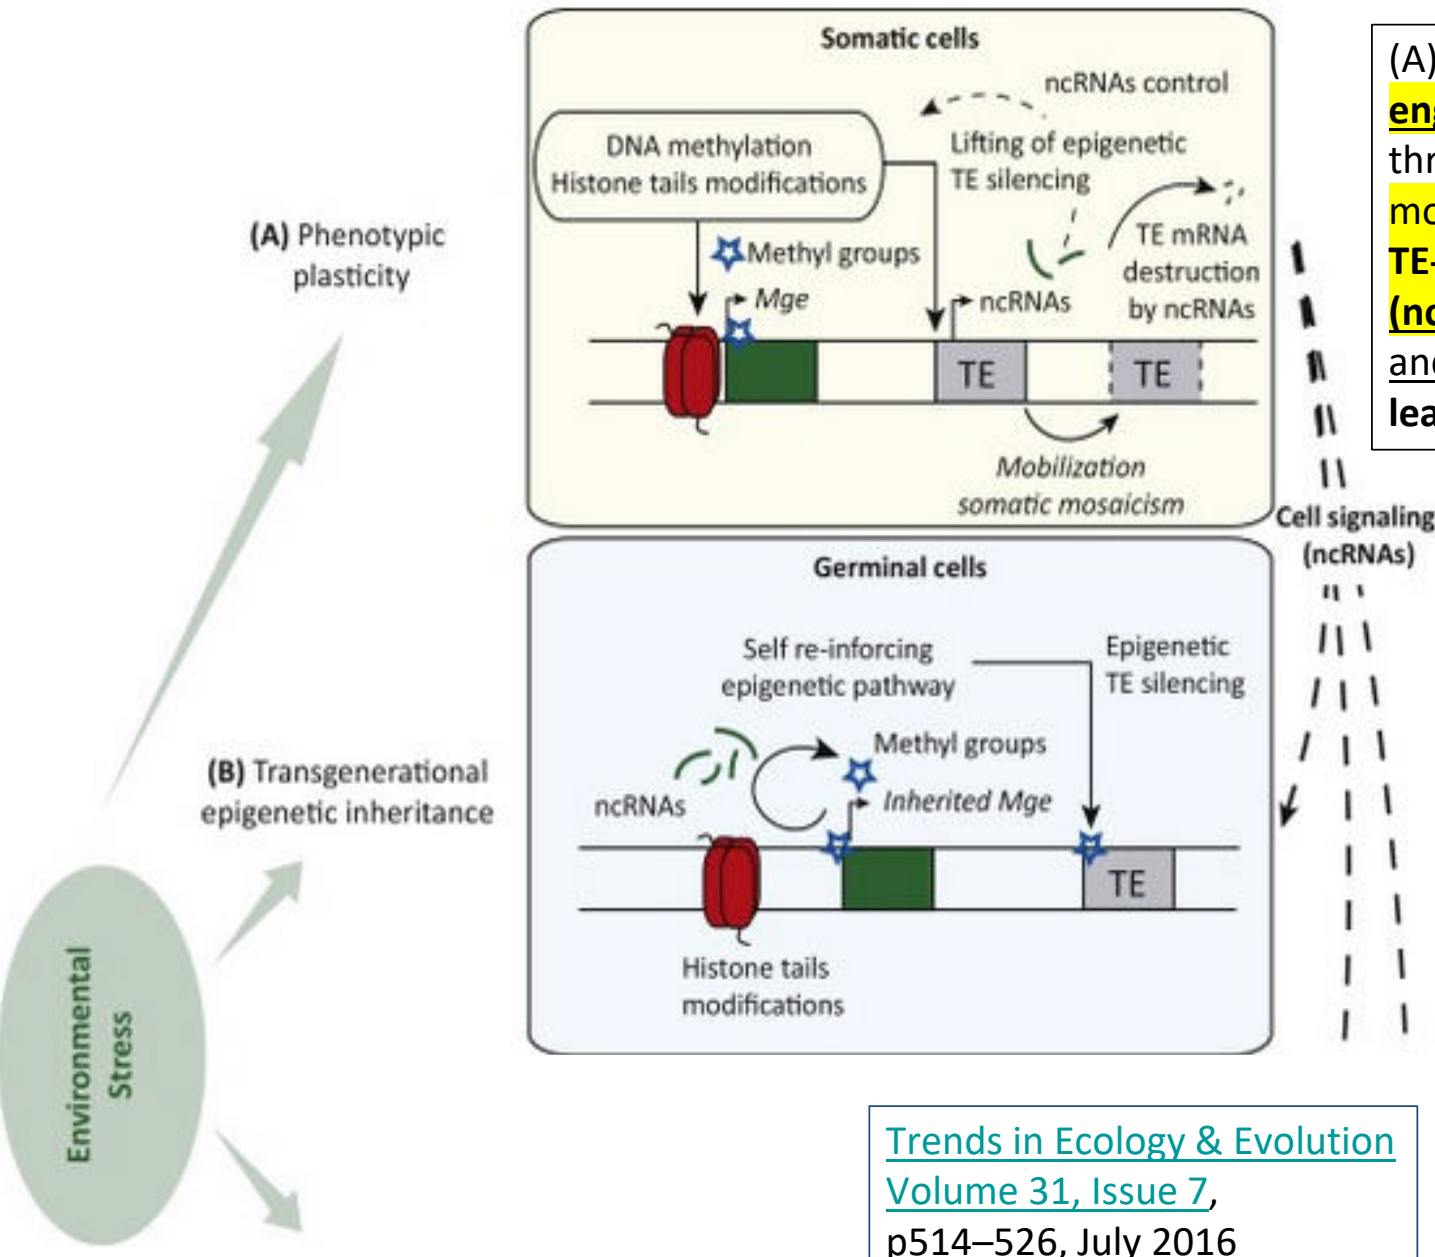 Somatic cells
ncRNAs control
DNA methylation
Histone tails modifications
Lifting of epigenetic
TE silencing
Methyl groups
Mge
ncRNAs
TE mRNA
destruction
by ncRNAs
TE
TE
Mobilization
somatic mosaicism
(A) Phenotypic
plasticity
(A)
thr
TE-
(nc
and
lea
Cell signaling
(ncRNAs)
Germinal cells
Self re-inforcing
epigenetic pathway
Epigenetic
TE silencing
Methyl groups
Inherited Mge
ncRNAs
TE
Histone tails
modifications
(B) Transgenerational
epigenetic inheritance
Environmental
Stress
Trends in Ecology & Evolution
Volume 31, Issue 7,
p514–526, July 2016